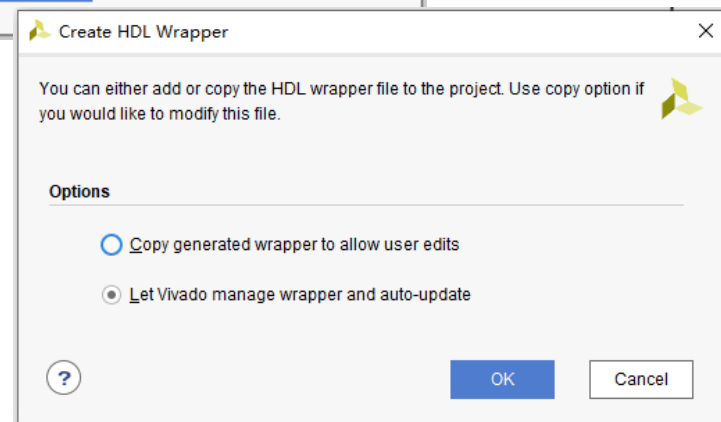 Create HDL Wrapper
You can either add or copy the HDL wrapper file to the project. Use copy option if
you would like to modify this file.
Options
Copy generated wrapper to allow user edits
Let Vivado manage wrapper and auto-update
?
OK
Cancel